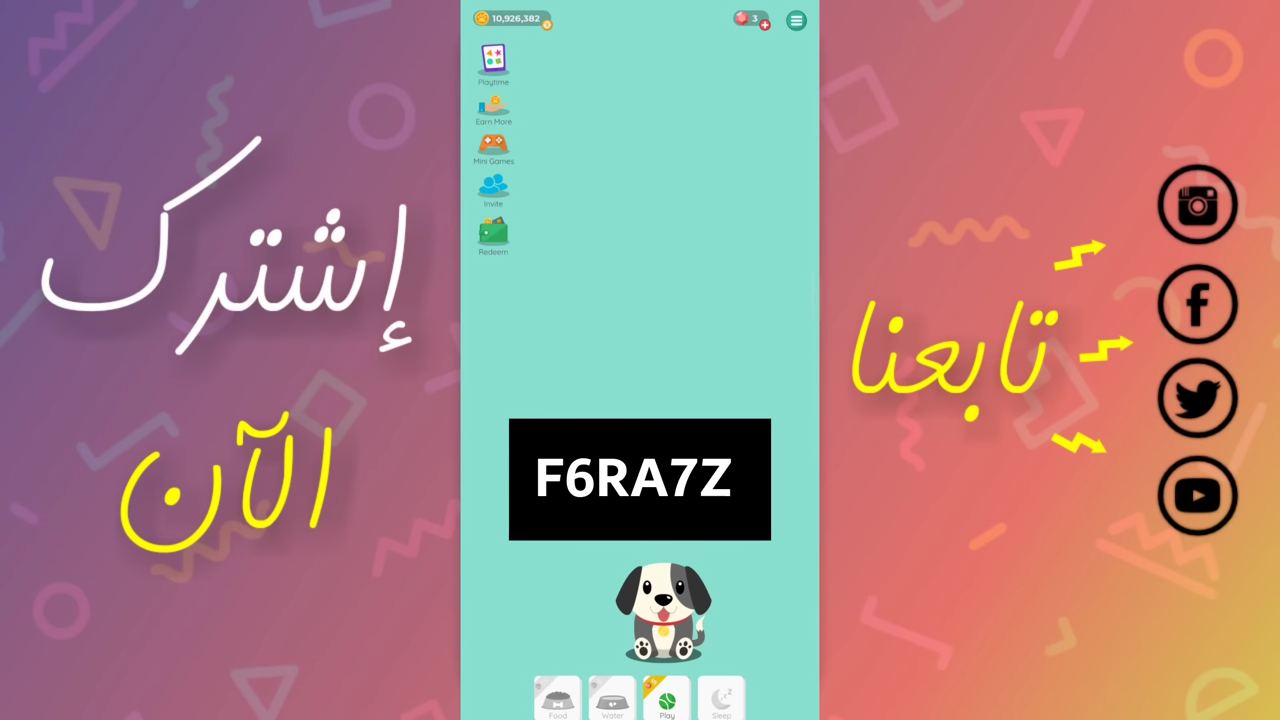 إشترك
الآن
10,926,382
3
Playtime
Earn More
Mini Games
Invite
Redeem
F6RA7Z
Food
Water
Play
Sleep
تابعنا